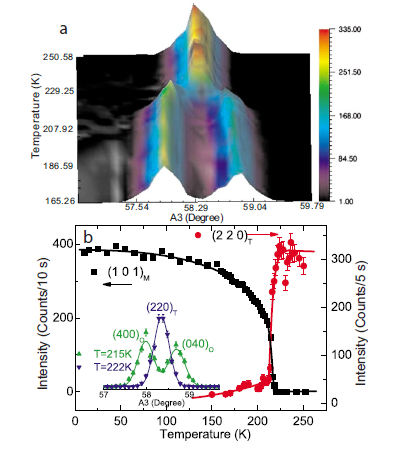 a
335.00
251.50
168.00
84.50
1.00
Temperature (K)
250.58
229.25
207.92
186.59
165.26
57.54 58.29 59.04 59.79
A3 (Degree)
b
(2 2 0)T
(1 0 1)M
Intensity (Counts/10 s)
400
200
0
Intensity (Counts/5 s)
300
200
100
0
(220)T
(400)O
(040)O
T=215K
T=222K
57 58 59
A3 (Degree)
0 50 100 150 200 250
Temperature (K)